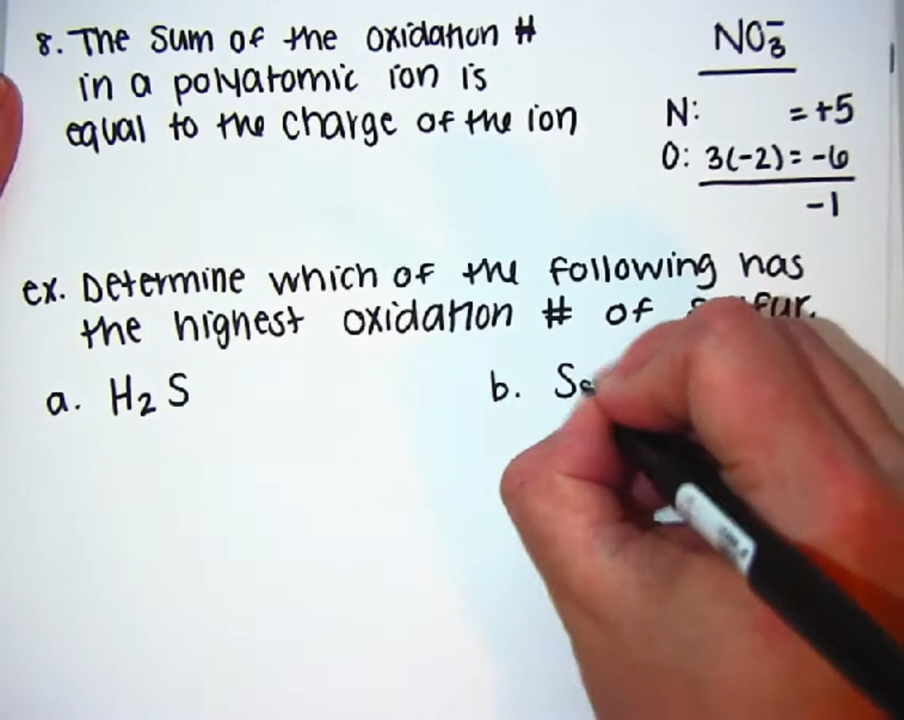 8. The sum of the oxidation #
in a polyatomic ion is
equal to the charge of the ion
NO₃⁻
N: = +5
O: 3(-2) = -6
-1
ex. Determine which of the following has
the highest oxidation # of
a. H₂S
b.